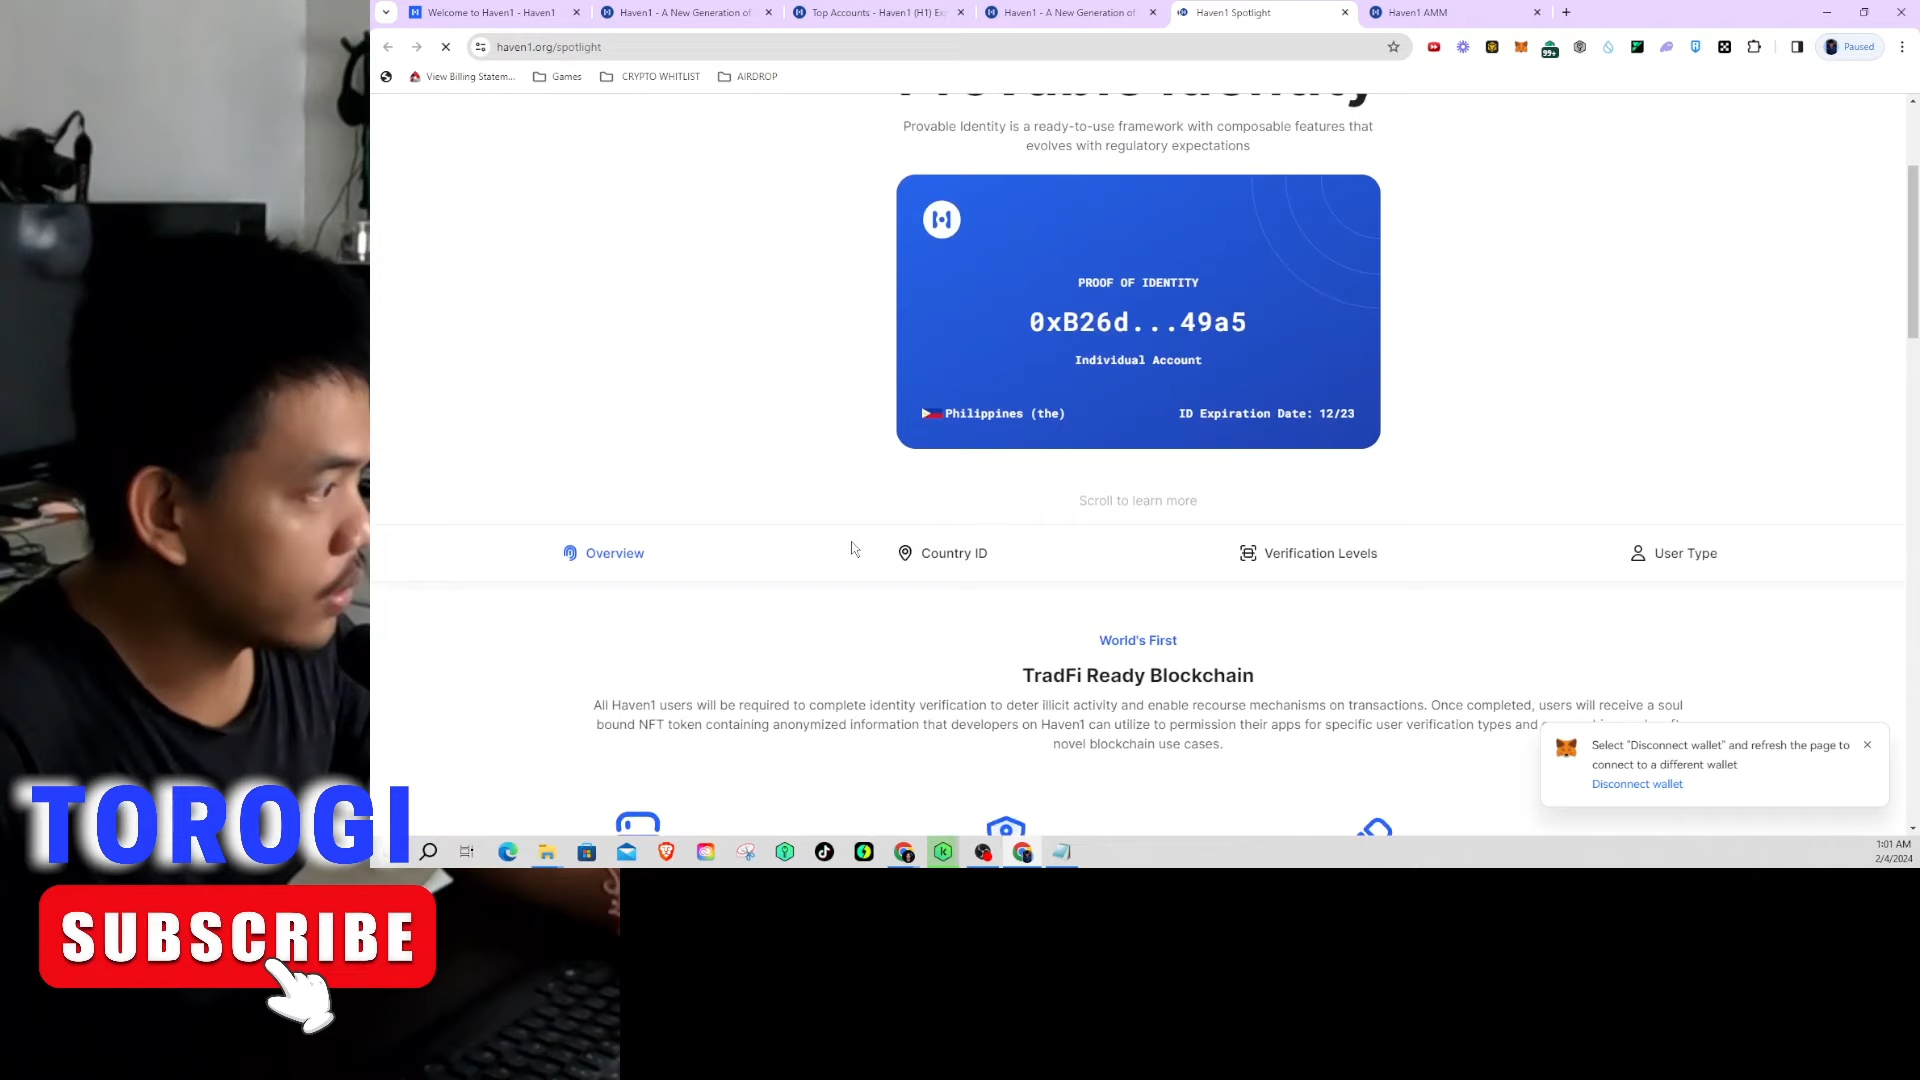 Welcome to Haven1 - Haven1
Haven1 - A New Generation of
Top Accounts - Haven1 (H1) Ex
Haven1 - A New Generation of
Haven1 Spotlight
Haven1 AMM
haven1.org/spotlight
99+
Paused
View Billing Statem...
Games
CRYPTO WHITLIST
AIRDROP
Provable Identity
Provable Identity is a ready-to-use framework with composable features that
evolves with regulatory expectations
PROOF OF IDENTITY
0xB26d...49a5
Individual Account
Philippines (the)
ID Expiration Date: 12/23
Scroll to learn more
Overview
Country ID
Verification Levels
User Type
World's First
TradFi Ready Blockchain
All Haven1 users will be required to complete identity verification to deter illicit activity and enable recourse mechanisms on transactions. Once completed, users will receive a soul
bound NFT token containing anonymized information that developers on Haven1 can utilize to permission their apps for specific user verification types and
novel blockchain use cases.
Select "Disconnect wallet" and refresh the page to
connect to a different wallet
Disconnect wallet
1:01 AM
2/4/2024
TOROGI
SUBSCRIBE